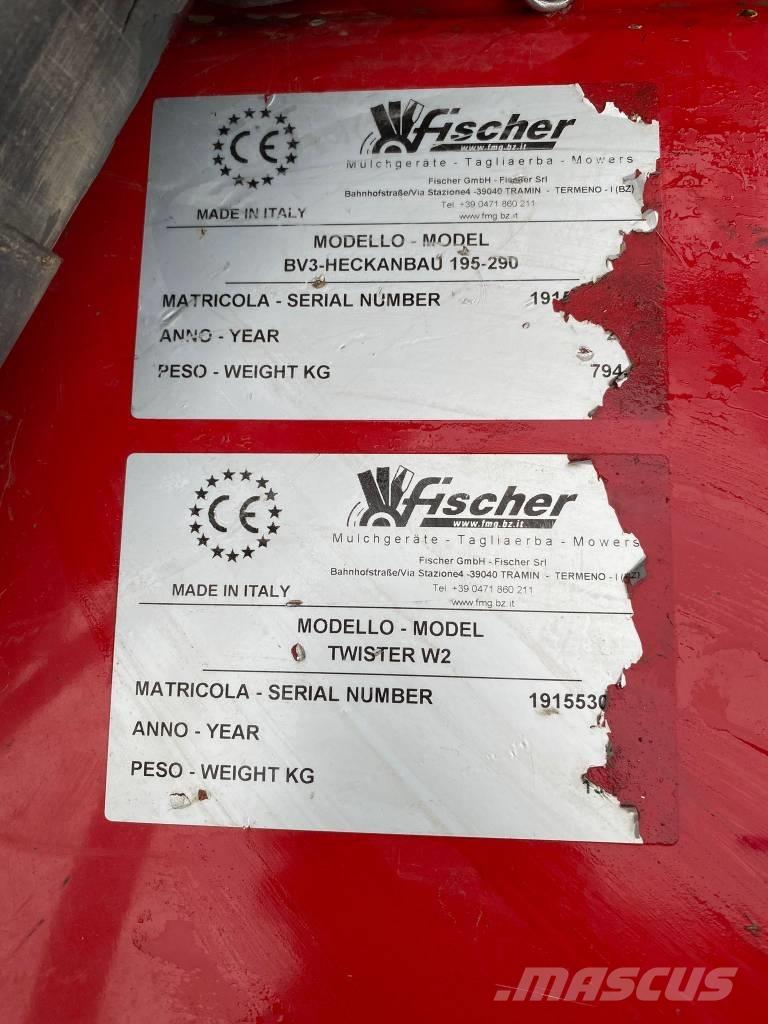 CE
Fischer
www.fmg.bz.it
Mulchgeräte - Tagliaerba - Mowers
Fischer GmbH - Fischer Srl
Bahnhofstraße/Via Stazione4 -39040 TRAMIN - TERMENO - I (BZ)
Tel. +39 0471 860 211
www.fmg.bz.it
MADE IN ITALY
MODELLO - MODEL
BV3-HECKANBAU 195-290
MATRICOLA - SERIAL NUMBER 191
ANNO - YEAR
PESO - WEIGHT KG 794
CE
Fischer
www.fmg.bz.it
Mulchgeräte - Tagliaerba - Mowers
Fischer GmbH - Fischer Srl
Bahnhofstraße/Via Stazione4 -39040 TRAMIN - TERMENO - I
Tel. +39 0471 860 211
www.fmg.bz.it
MADE IN ITALY
MODELLO - MODEL
TWISTER W2
MATRICOLA - SERIAL NUMBER 1915530
ANNO - YEAR
PESO - WEIGHT KG
MASCUS